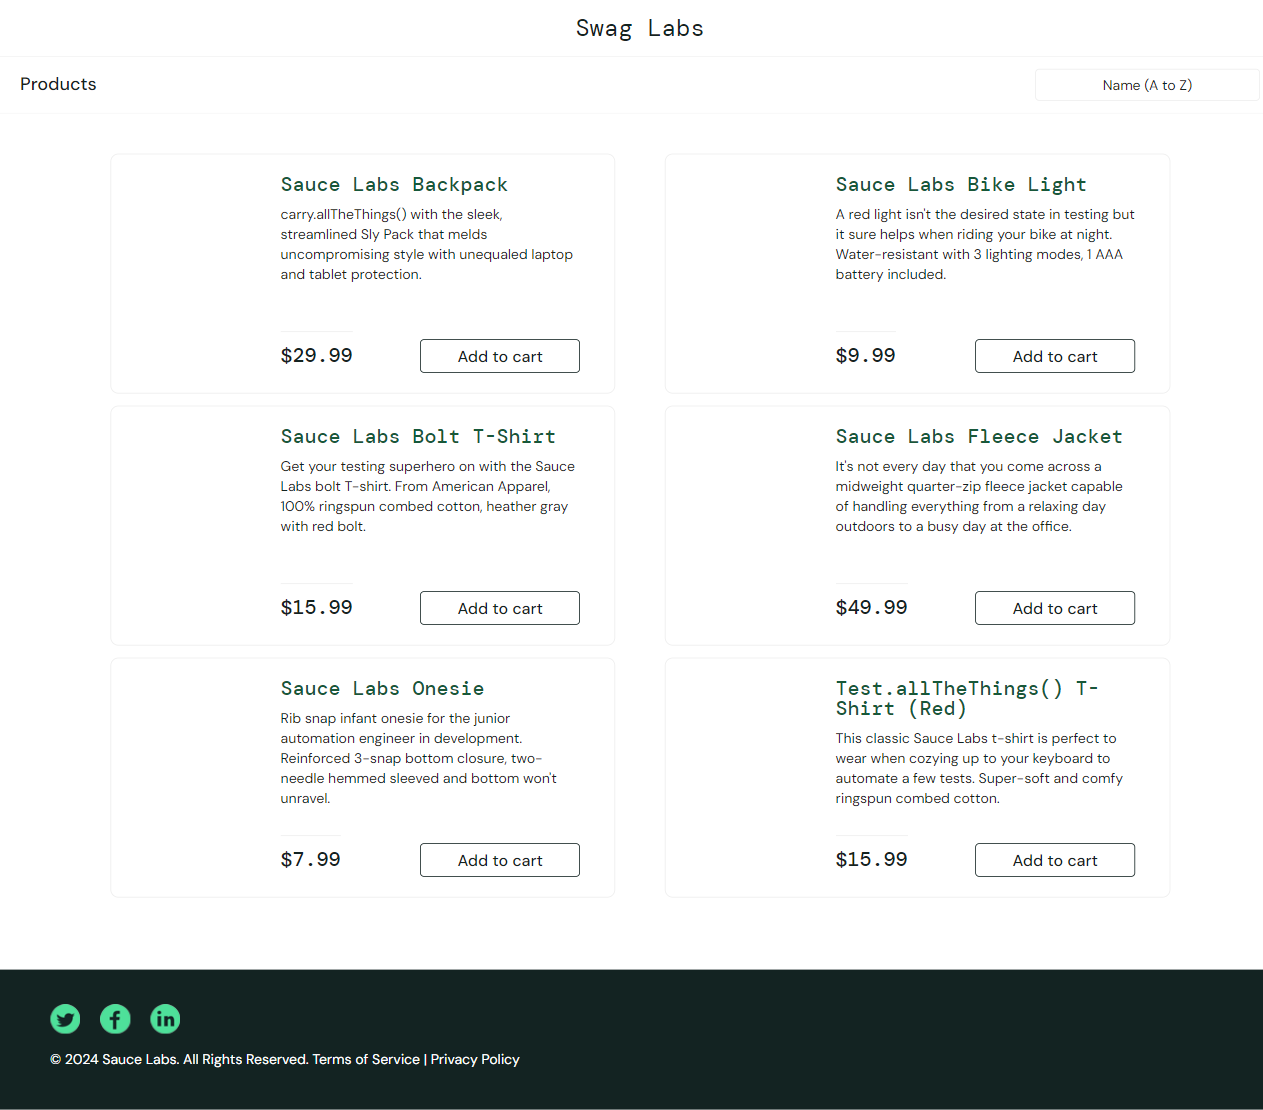 Swag Labs
Products
Name (A to Z)
Sauce Labs Backpack
carry.allTheThings() with the sleek,
streamlined Sly Pack that melds
uncompromising style with unequaled laptop
and tablet protection.
$29.99
Add to cart
Sauce Labs Bike Light
A red light isn't the desired state in testing but
it sure helps when riding your bike at night.
Water-resistant with 3 lighting modes, 1 AAA
battery included.
$9.99
Add to cart
Sauce Labs Bolt T-Shirt
Get your testing superhero on with the Sauce
Labs bolt T-shirt. From American Apparel,
100% ringspun combed cotton, heather gray
with red bolt.
$15.99
Add to cart
Sauce Labs Fleece Jacket
It's not every day that you come across a
midweight quarter-zip fleece jacket capable
of handling everything from a relaxing day
outdoors to a busy day at the office.
$49.99
Add to cart
Sauce Labs Onesie
Rib snap infant onesie for the junior
automation engineer in development.
Reinforced 3-snap bottom closure, two-
needle hemmed sleeved and bottom won't
unravel.
$7.99
Add to cart
Test.allTheThings() T-
Shirt (Red)
This classic Sauce Labs t-shirt is perfect to
wear when cozying up to your keyboard to
automate a few tests. Super-soft and comfy
ringspun combed cotton.
$15.99
Add to cart
© 2024 Sauce Labs. All Rights Reserved. Terms of Service | Privacy Policy